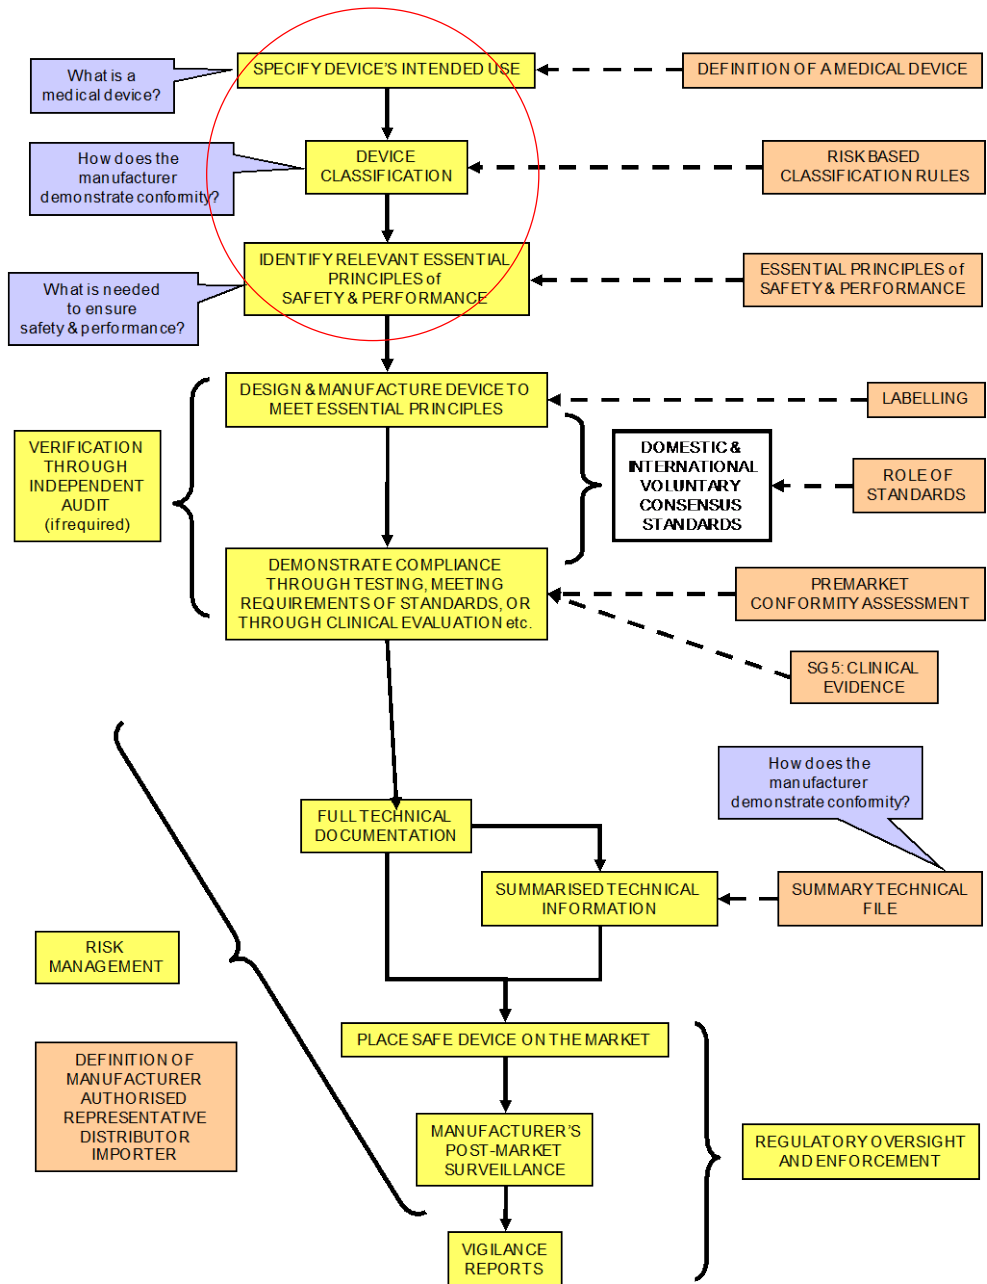 What is a
medical device?
SPECIFY DEVICE'S INTENDED USE
DEFINITION OF A MEDICAL DEVICE
How does the
manufacturer
demonstrate conformity?
DEVICE
CLASSIFICATION
RISK BASED
CLASSIFICATION RULES
What is needed
to ensure
safety & performance?
IDENTIFY RELEVANT ESSENTIAL
PRINCIPLES of
SAFETY & PERFORMANCE
ESSENTIAL PRINCIPLES of
SAFETY & PERFORMANCE
DESIGN & MANUFACTURE DEVICE TO
MEET ESSENTIAL PRINCIPLES
LABELLING
VERIFICATION
THROUGH
INDEPENDENT
AUDIT
(if required)
DOMESTIC &
INTERNATIONAL
VOLUNTARY
CONSENSUS
STANDARDS
ROLE OF
STANDARDS
DEMONSTRATE COMPLIANCE
THROUGH TESTING, MEETING
REQUIREMENTS OF STANDARDS, OR
THROUGH CLINICAL EVALUATION etc.
PREMARKET
CONFORMITY ASSESSMENT
SG5: CLINICAL
EVIDENCE
How does the
manufacturer
demonstrate conformity?
FULL TECHNICAL
DOCUMENTATION
SUMMARISED TECHNICAL
INFORMATION
SUMMARY TECHNICAL
FILE
RISK
MANAGEMENT
PLACE SAFE DEVICE ON THE MARKET
DEFINITION OF
MANUFACTURER
AUTHORISED
REPRESENTATIVE
DISTRIBUTOR
IMPORTER
MANUFACTURER'S
POST-MARKET
SURVEILLANCE
REGULATORY OVERSIGHT
AND ENFORCEMENT
VIGILANCE
REPORTS